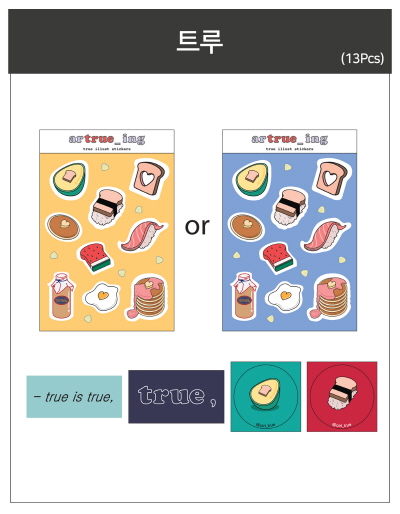 트루
(13Pcs)
artrue_ing
true illust stickers
or
artrue_ing
true illust stickers
– true is true,
true,